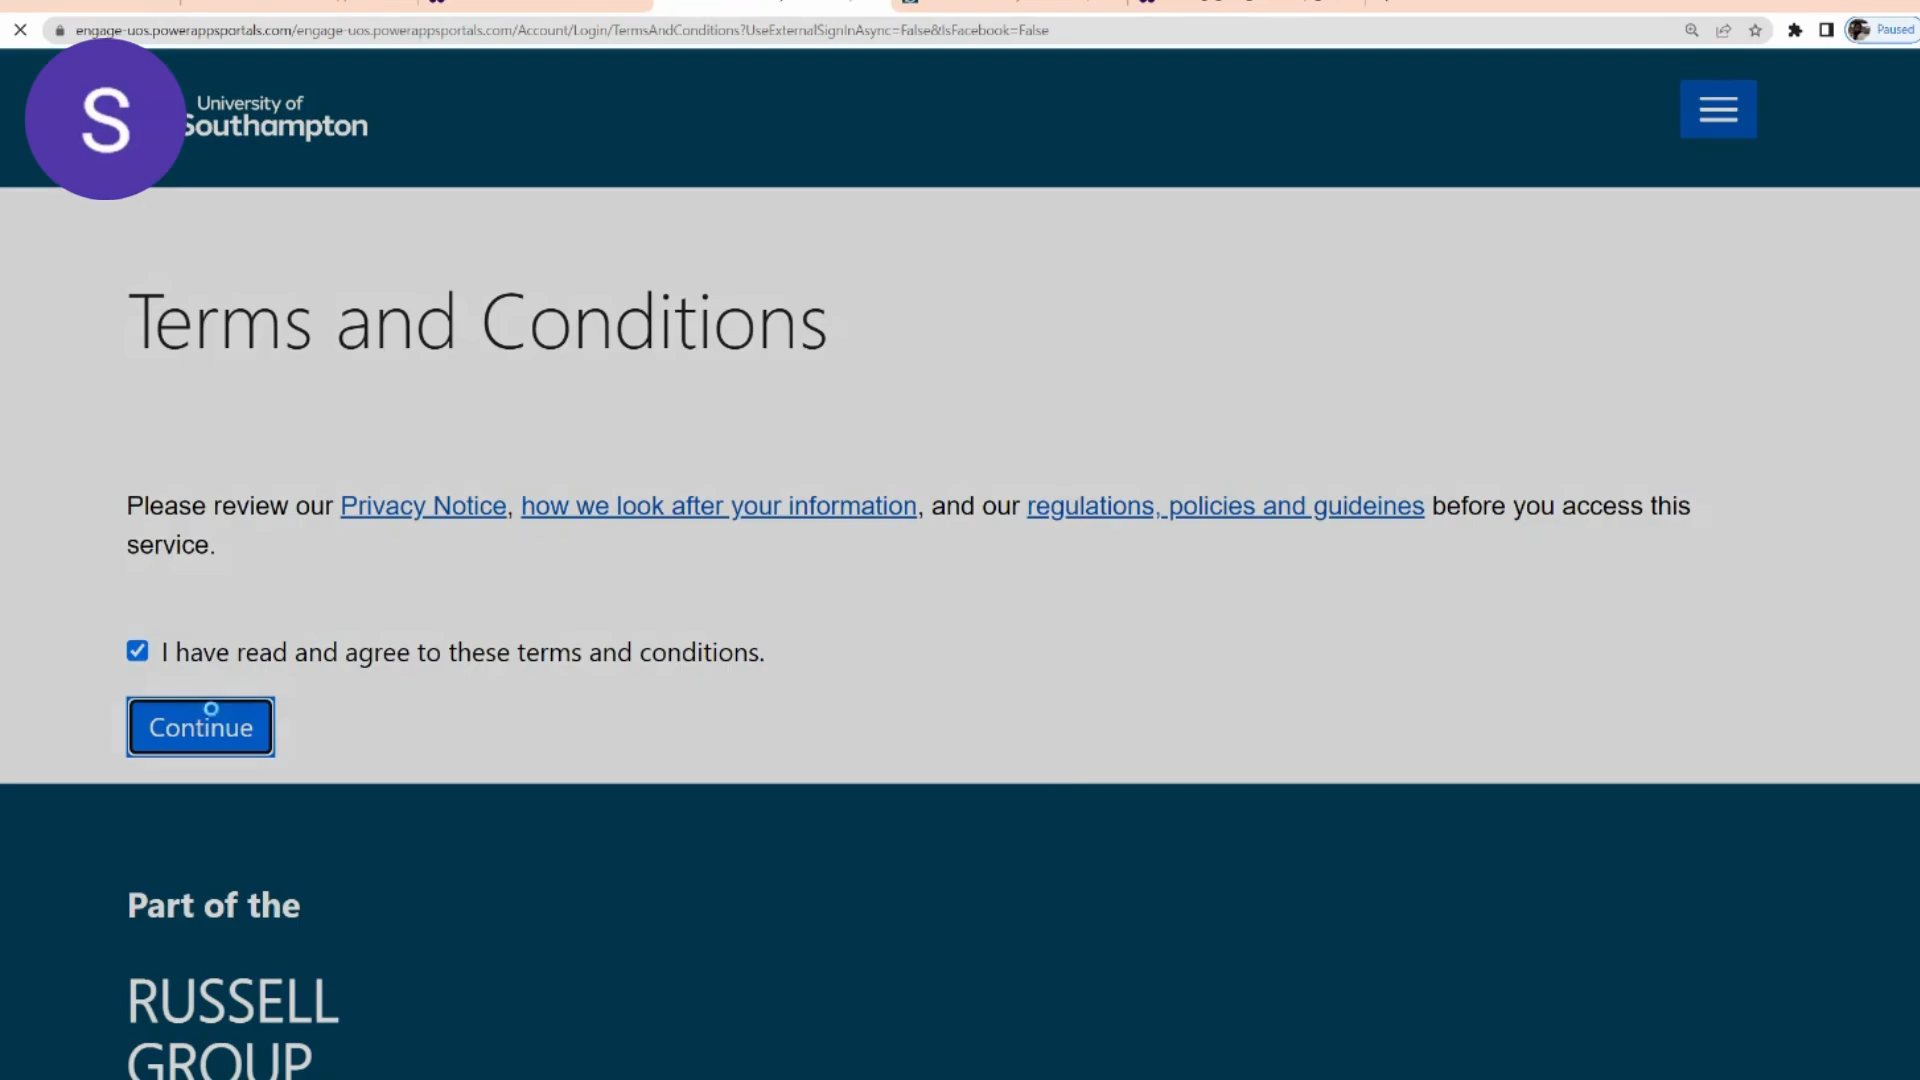 engage-uos.powerappsportals.com/engage-uos.powerappsportals.com/Account/Login/TermsAndConditions?UseExternalSignInAsync=False&IsFacebook=False
Paused
S
University of
Southampton
Terms and Conditions
Please review our Privacy Notice, how we look after your information, and our regulations, policies and guideines before you access this
service.
I have read and agree to these terms and conditions.
Continue
Part of the
RUSSELL
GROUP